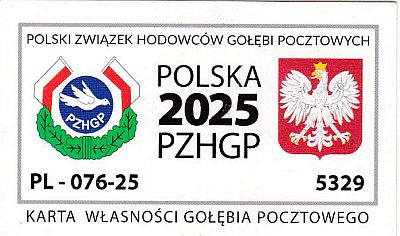 POLSKI ZWIĄZEK HODOWCÓW GOŁĘBI POCZTOWYCH
PZHGP
POLSKA
2025
PZHGP
PL - 076-25 5329
KARTA WŁASNOŚCI GOŁĘBIA POCZTOWEGO